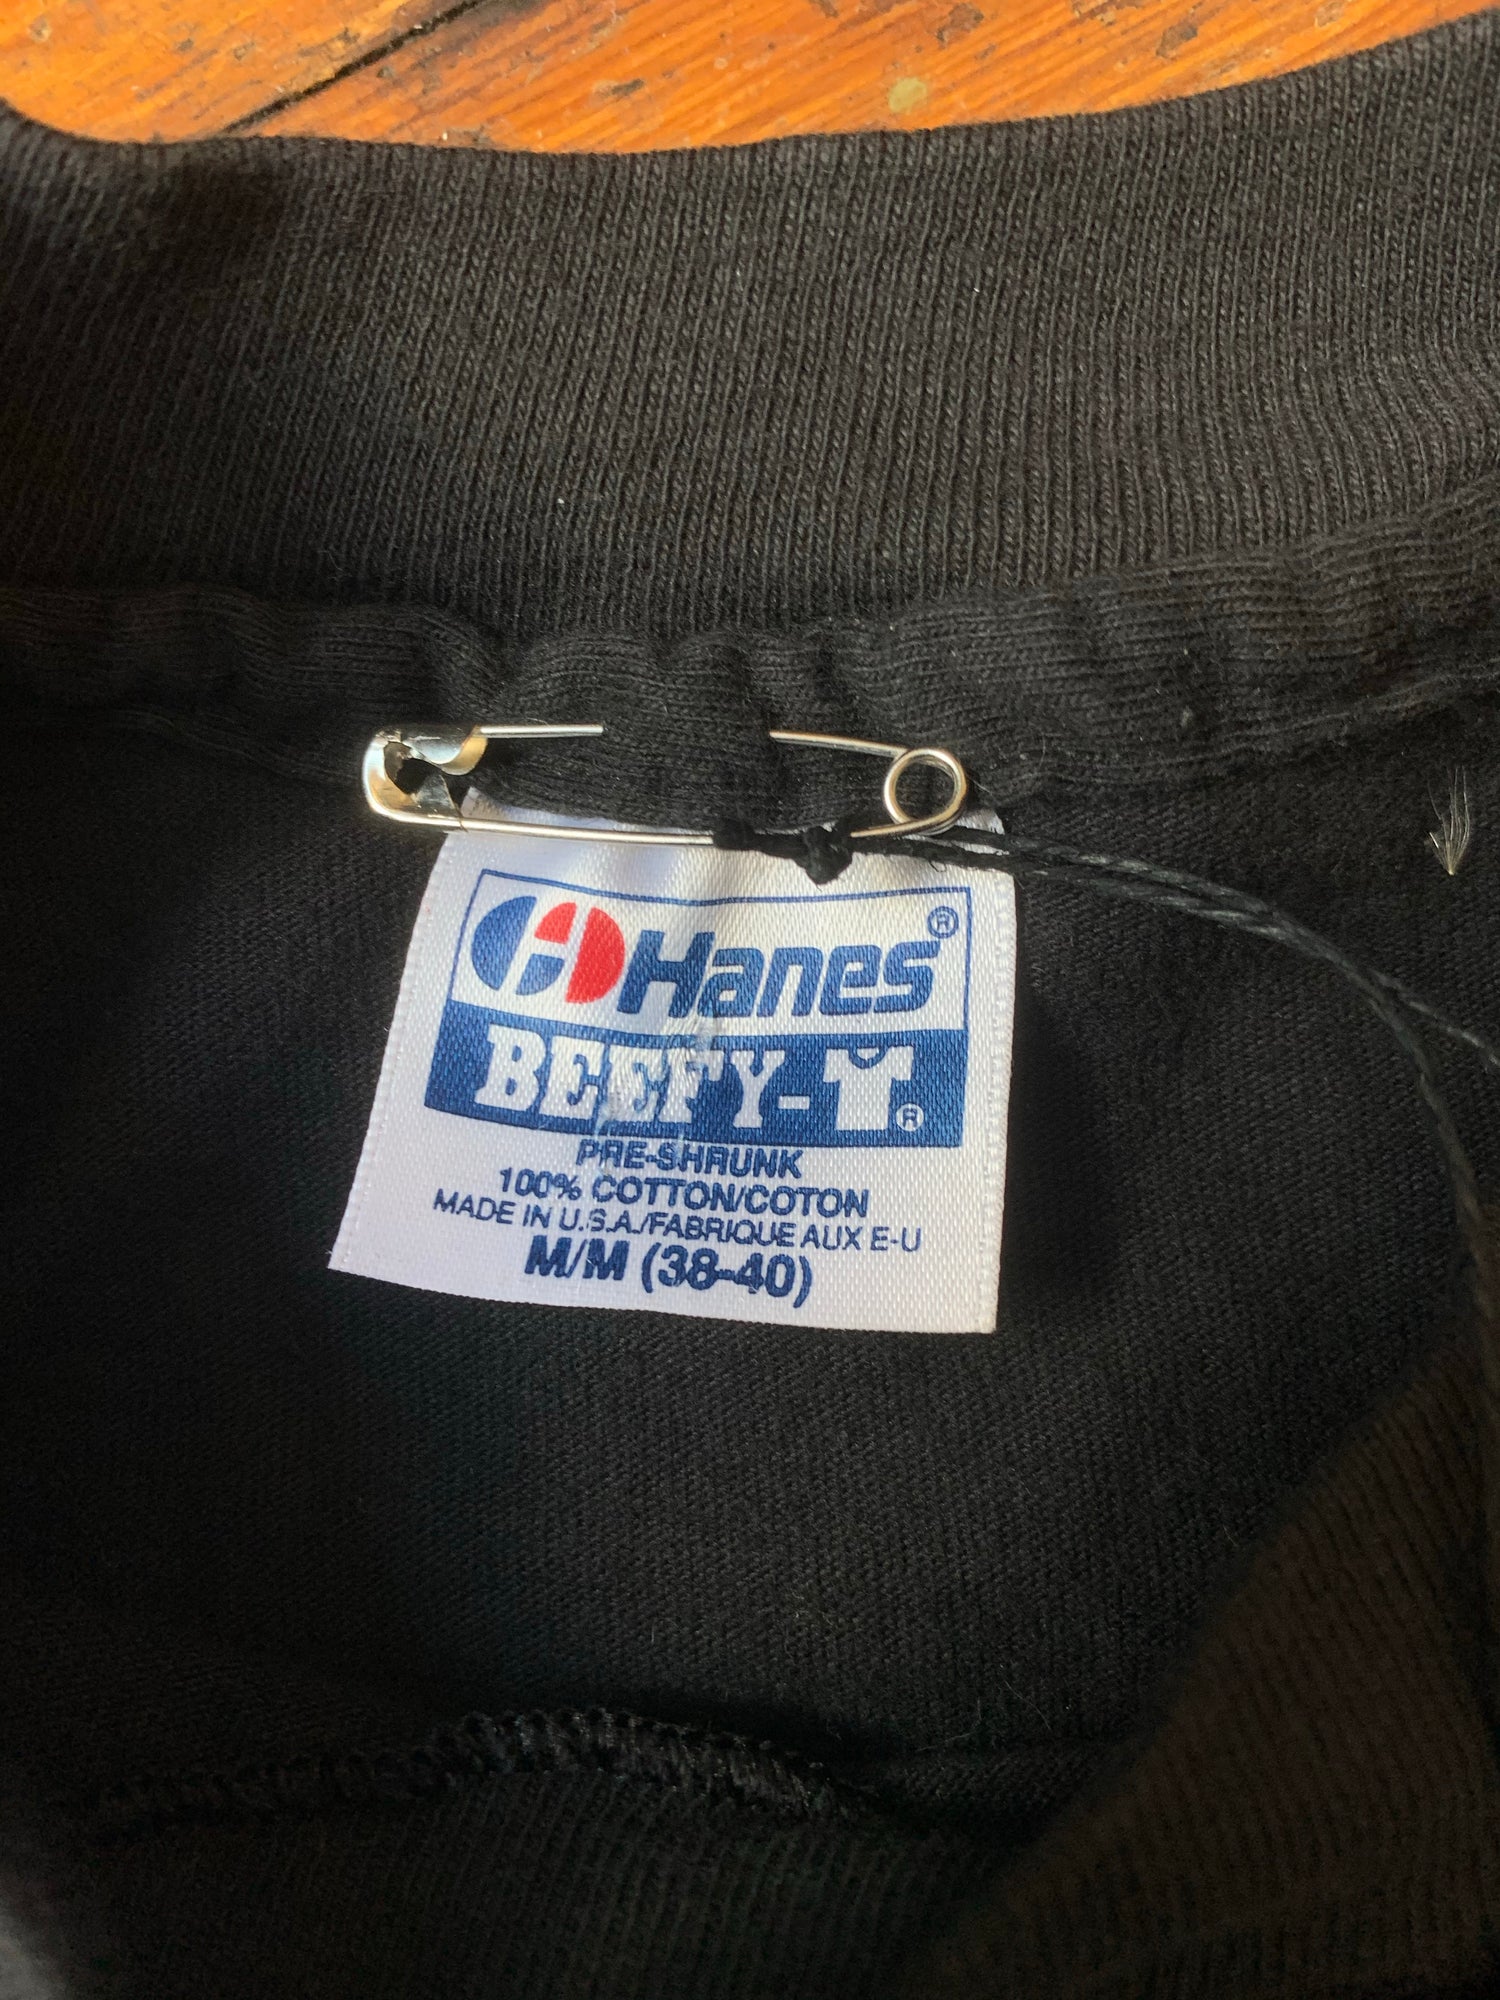 Hanes®
BEEFY-T®
PRE-SHRUNK
100% COTTON/COTON
MADE IN U.S.A./FABRIQUE AUX E-U
M/M (38-40)